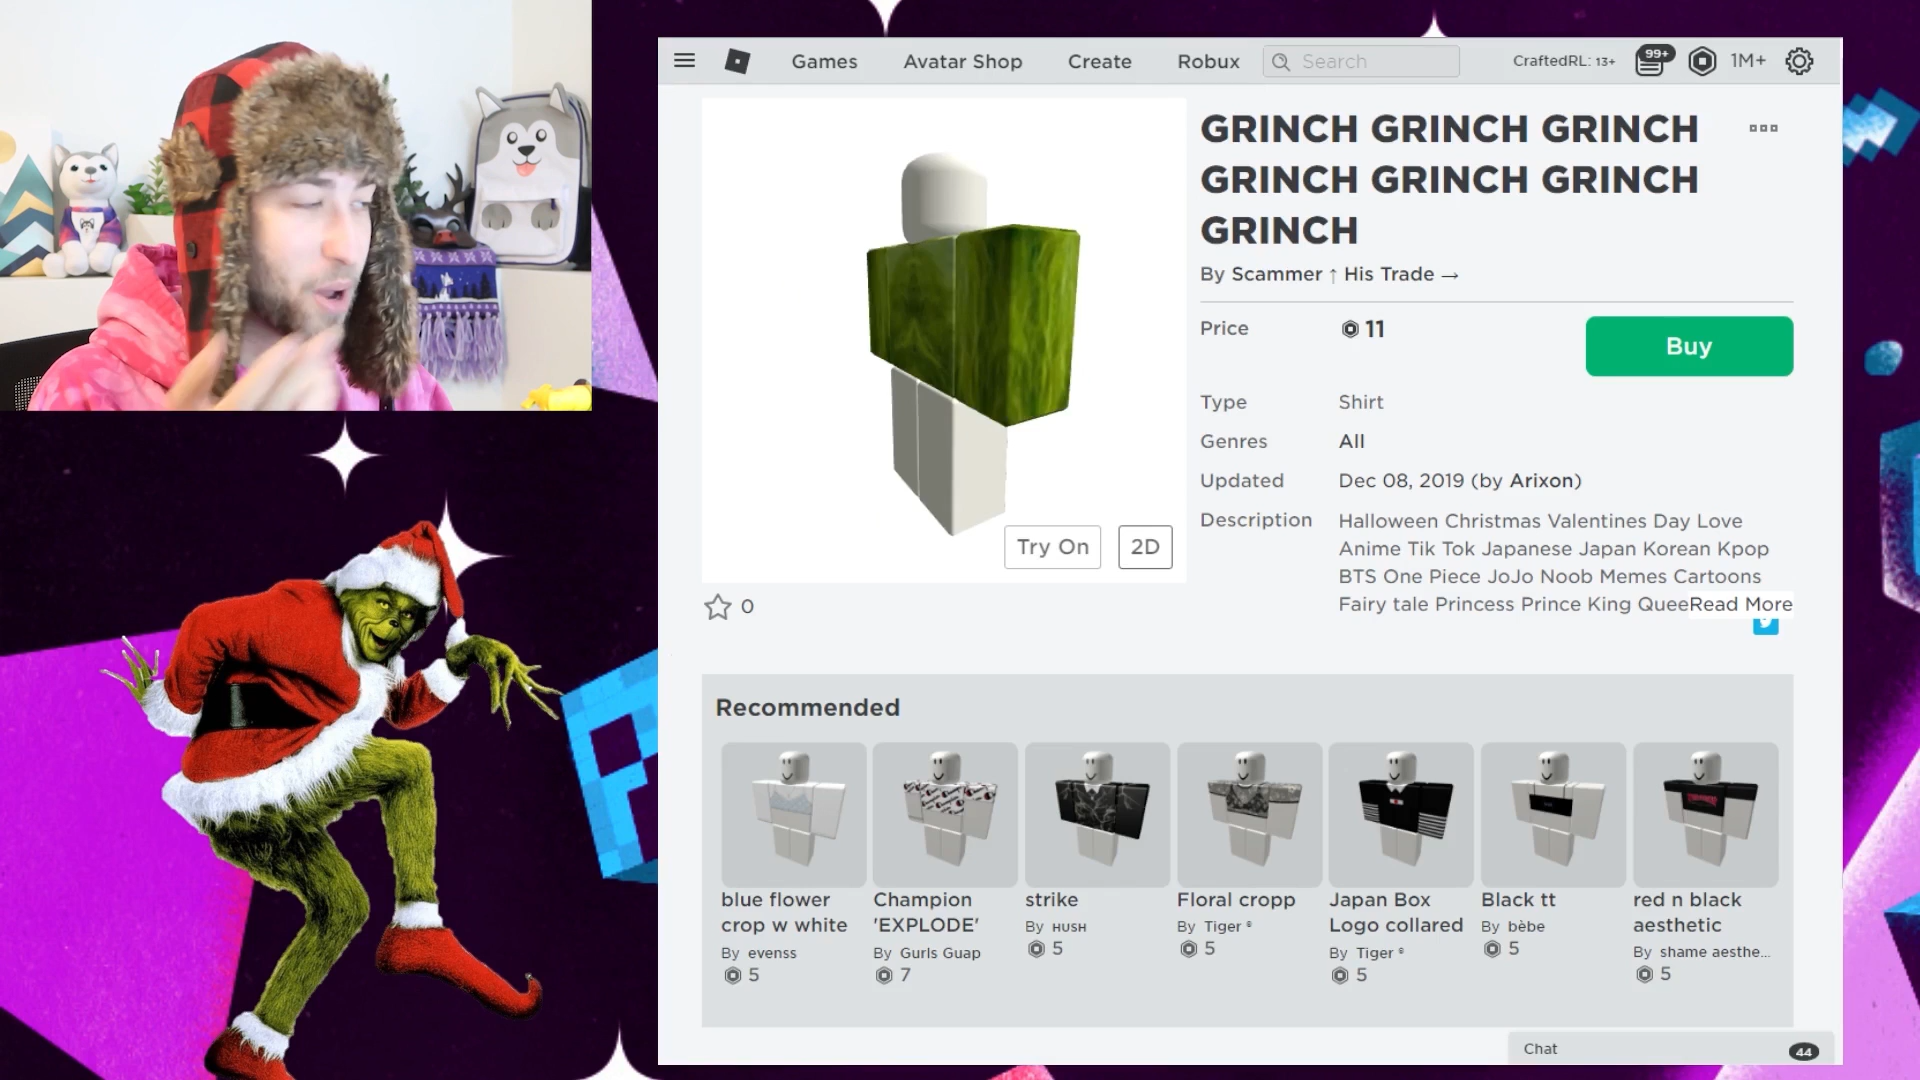 Games
Avatar Shop
Create
Robux
Search
CraftedRL: 13+
99+
1M+
GRINCH GRINCH GRINCH
GRINCH GRINCH GRINCH
GRINCH
By Scammer ↑ His Trade →
Price
11
Buy
Type
Shirt
Genres
All
Updated
Dec 08, 2019 (by Arixon)
Description
Halloween Christmas Valentines Day Love
Anime Tik Tok Japanese Japan Korean Kpop
BTS One Piece JoJo Noob Memes Cartoons
Fairy tale Princess Prince King QueeRead More
Try On
2D
0
Recommended
blue flower
crop w white
By evenss
5
Champion
'EXPLODE'
By Gurls Guap
7
strike
By HUSH
5
Floral cropp
By Tiger ®
5
Japan Box
Logo collared
By Tiger ®
5
Black tt
By bèbe
5
red n black
aesthetic
By shame aesthe...
5
Chat
44